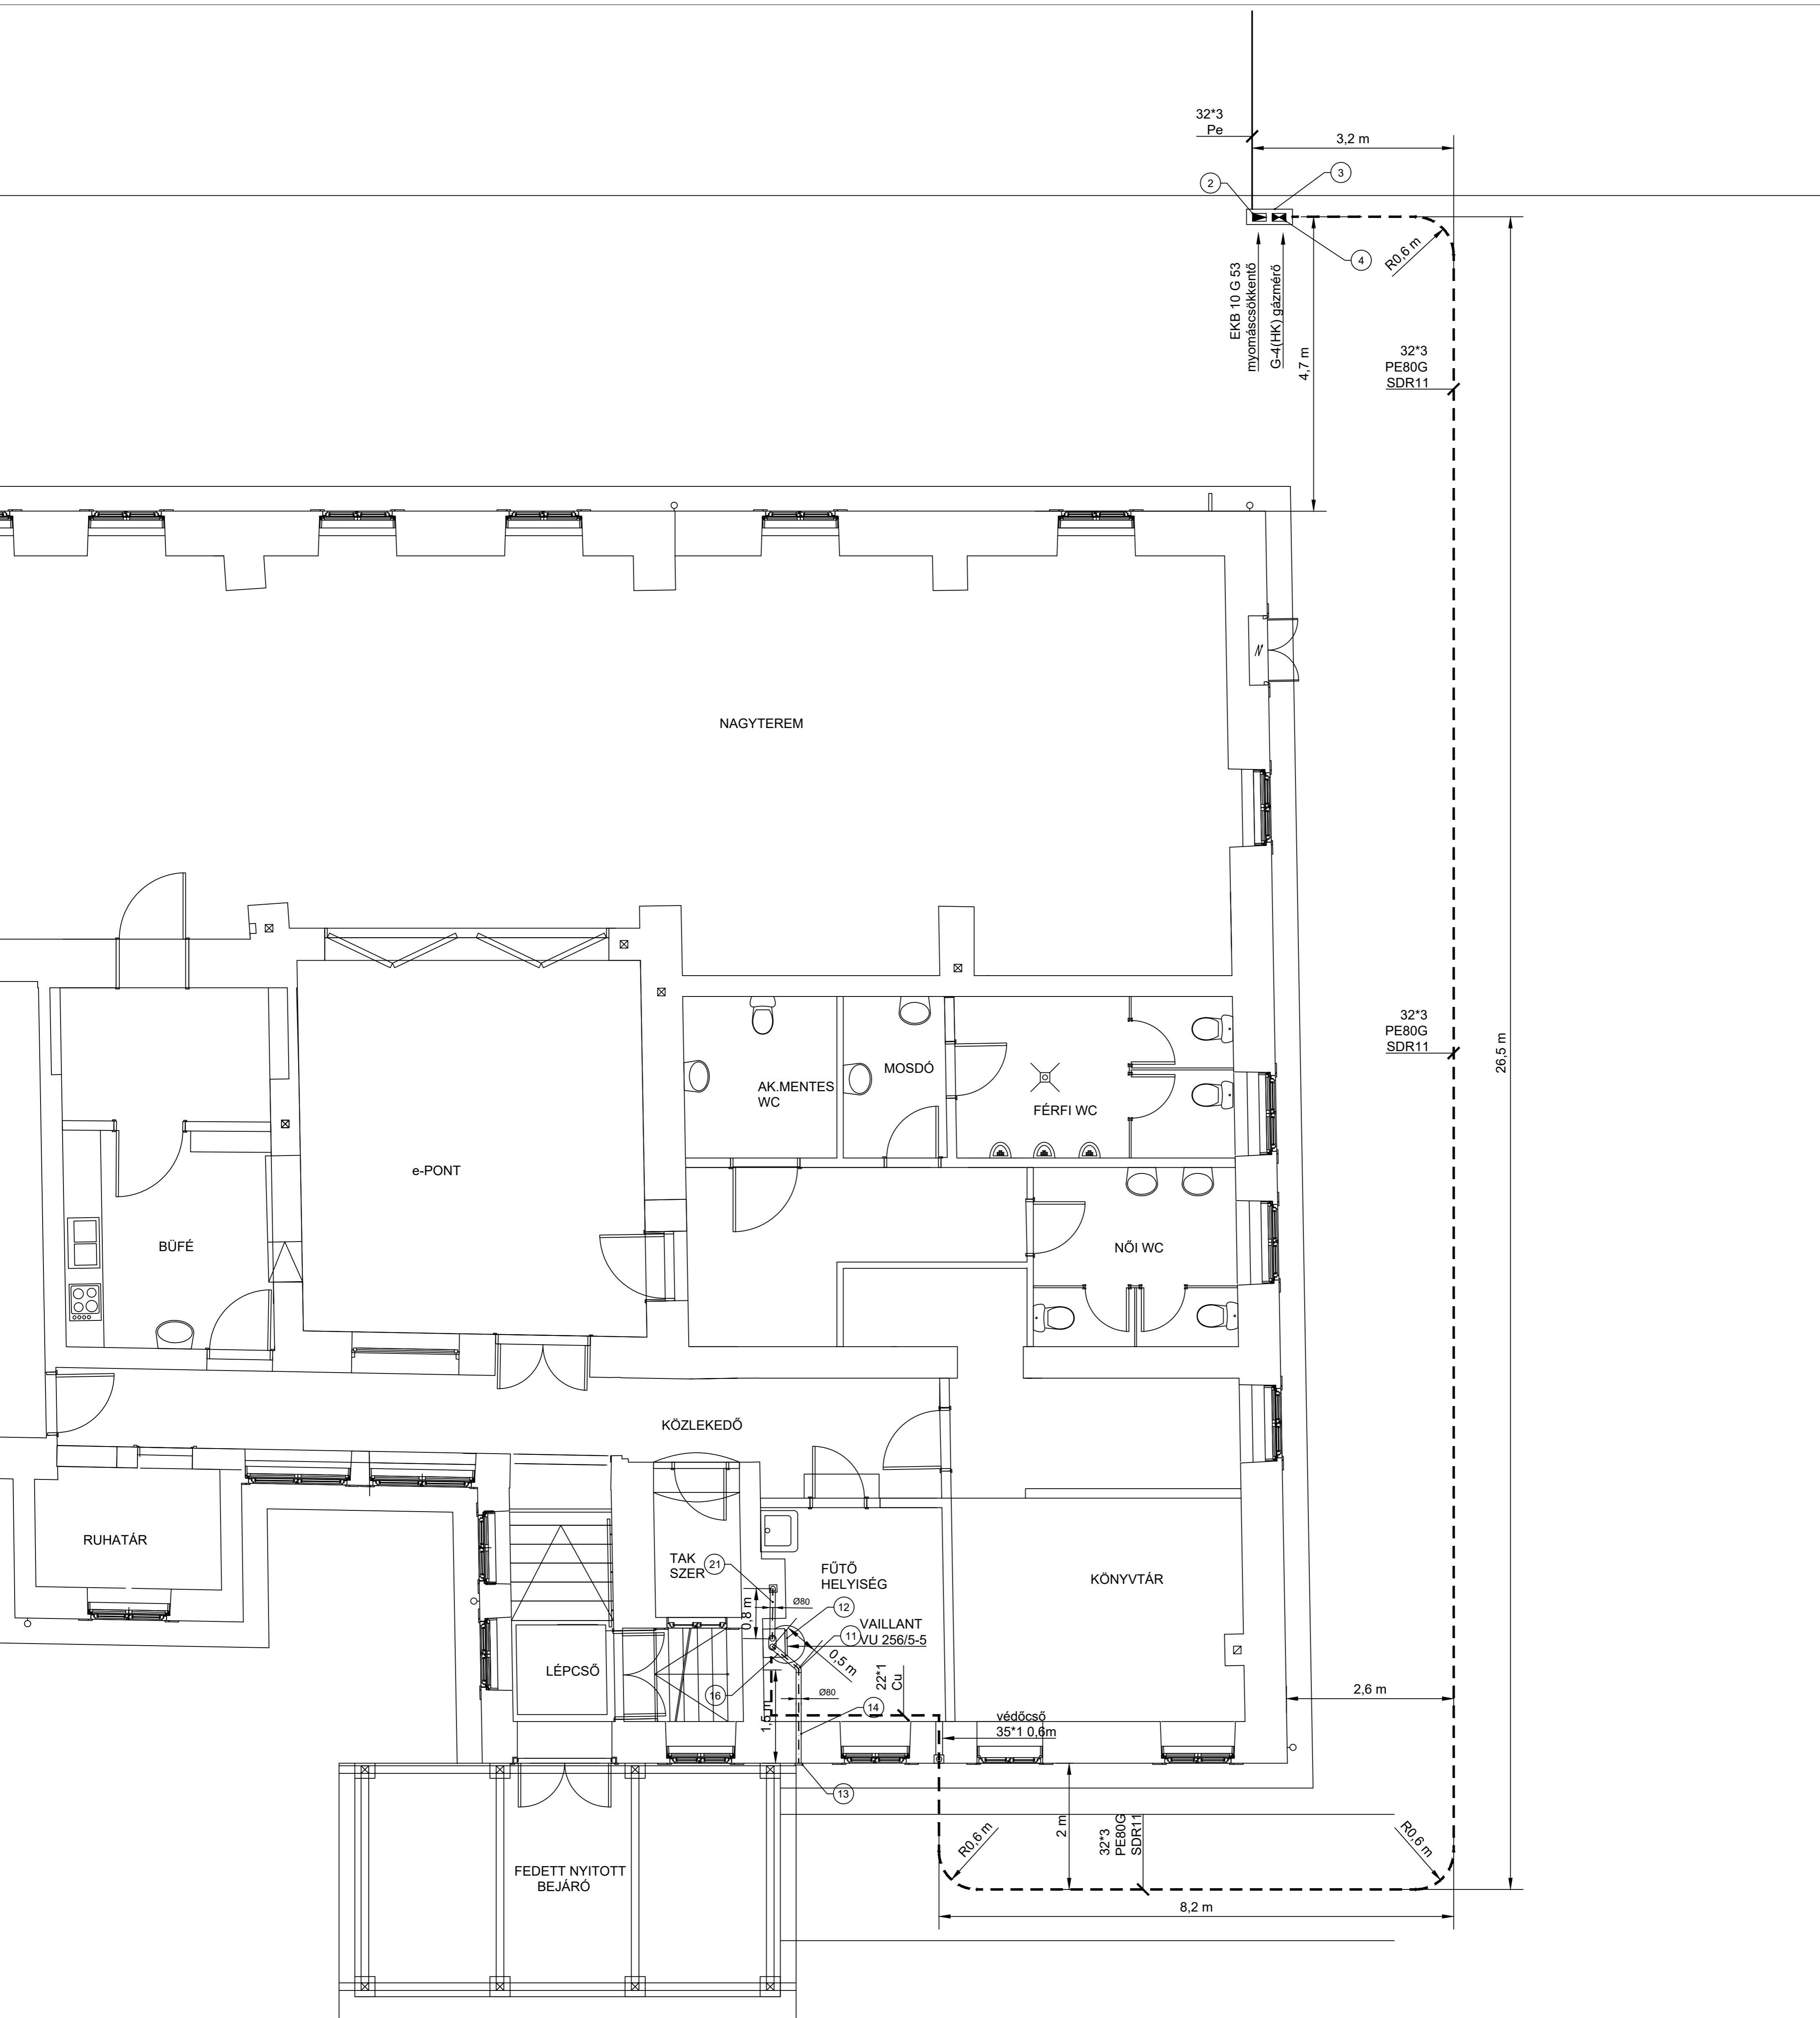 32*3
Pe
3,2 m
2
3
4
R0,6 m
EKB 10 G 53
myomáscsökkentő
G-4(HK) gázmérő
4,7 m
32*3
PE80G
SDR11
NAGYTEREM
32*3
PE80G
SDR11
26,5 m
MOSDÓ
AK.MENTES
WC
FÉRFI WC
e-PONT
BÜFÉ
NŐI WC
KÖZLEKEDŐ
RUHATÁR
TAK
SZER
21
FŰTŐ
HELYISÉG
KÖNYVTÁR
0,8 m
Ø80
12
11
VAILLANT
VU 256/5-5
0,5 m
LÉPCSŐ
16
22*1
Cu
1,5 m
Ø80
14
2,6 m
védőcső
35*1 0,6m
13
2 m
32*3
PE80G
SDR11
R0,6 m
R0,6 m
FEDETT NYITOTT
BEJÁRÓ
8,2 m